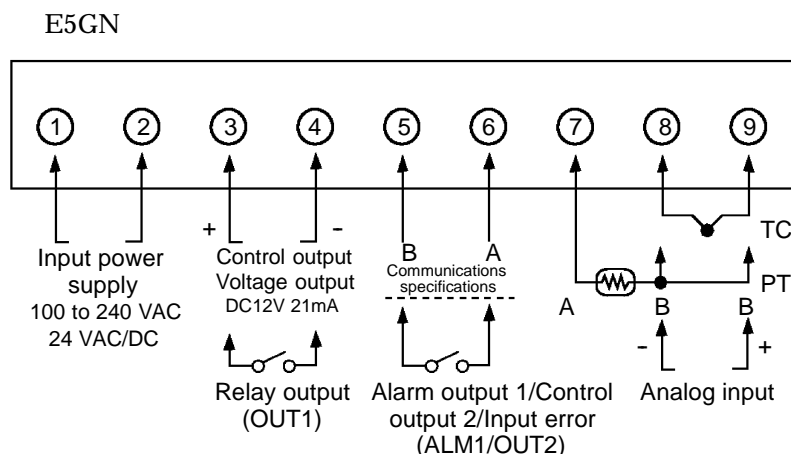 E5GN
1 2 3 4 5 6 7 8 9
+ - B A TC
Input power supply
100 to 240 VAC
24 VAC/DC
Control output
Voltage output
DC12V 21mA
Communications
specifications
PT
A B B
- +
Relay output
(OUT1)
Alarm output 1/Control
output 2/Input error
(ALM1/OUT2)
Analog input